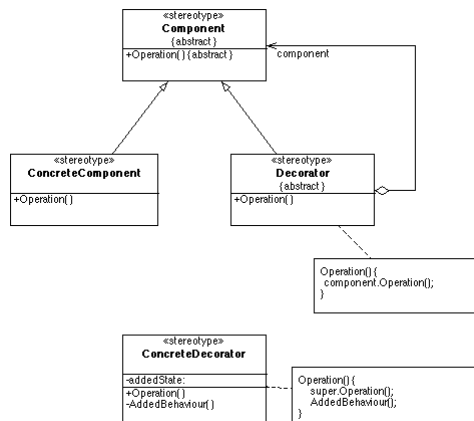 «stereotype»
Component
{abstract}
+Operation(){abstract}
component
«stereotype»
ConcreteComponent
+Operation()
«stereotype»
Decorator
{abstract}
+Operation()
Operation(){
component.Operation();
}
«stereotype»
ConcreteDecorator
-addedState:
+Operation()
-AddedBehaviour()
Operation(){
super.Operation();
AddedBehaviour();
}